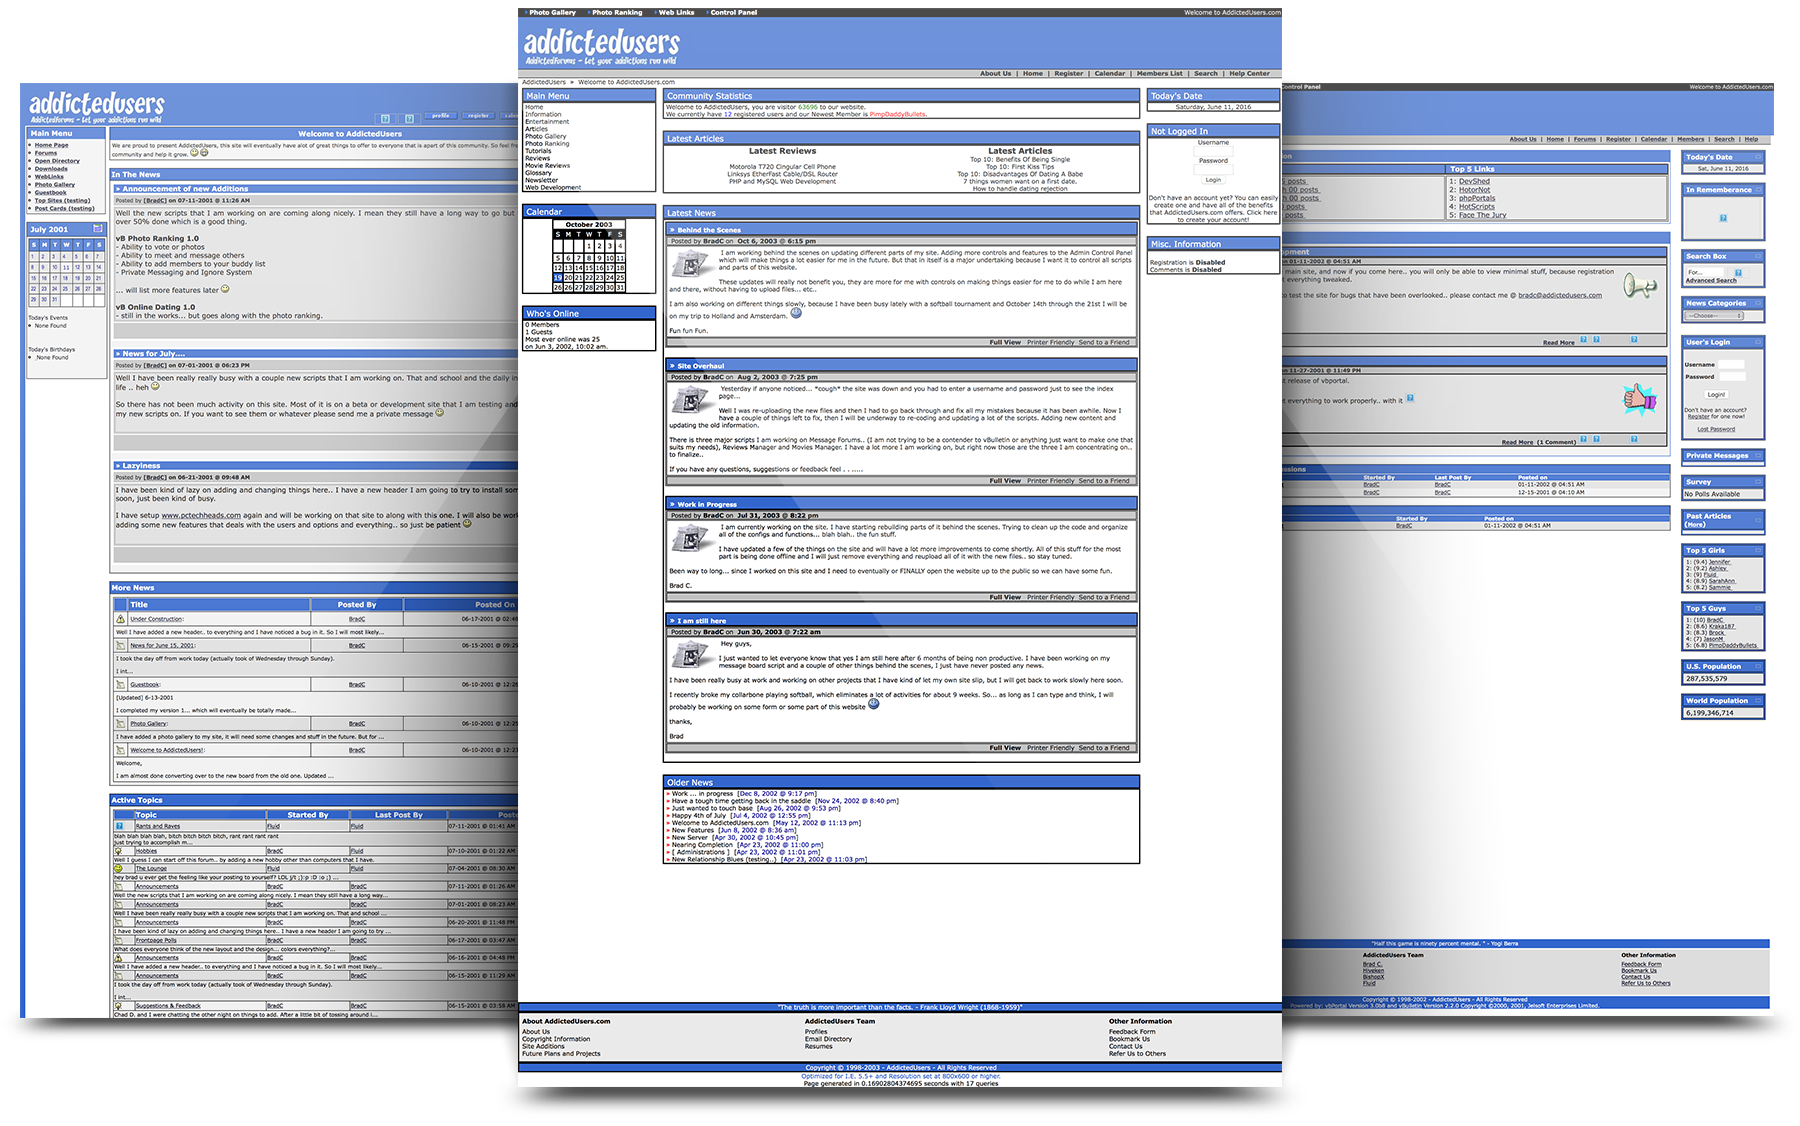 addictedusers
AddictedForums - Let your addictions run wild
profile
register
Main Menu
Home Page
Forums
Open Directory
Downloads
WebLinks
Photo Gallery
Guestbook
Top Sites (testing)
Post Cards (testing)
July 2001
S M T W T F S
1 2 3 4 5 6 7
8 9 10 11 12 13 14
15 16 17 18 19 20 21
22 23 24 25 26 27 28
29 30 31
Today's Events
None Found
Today's Birthdays
None Found
Welcome to AddictedUsers
We are proud to present AddictedUsers, this site will eventually have alot of great things to offer to everyone that is apart of this community. So feel
community and help it grow.
In The News
» Announcement of new Additions
Posted by [BradC] on 07-11-2001 @ 11:26 AM
Well the new scripts that I am working on are coming along nicely. I mean they still have a long way to go but
over 50% done which is a good thing.
vB Photo Ranking 1.0
- Ability to vote or photos
- Ability to meet and message others
- Ability to add members to your buddy list
- Private Messaging and Ignore System
... will list more features later
vB Online Dating 1.0
- still in the works... but goes along with the photo ranking.
» News for July....
Posted by [BradC] on 07-01-2001 @ 06:23 PM
Well I have been really really busy with a couple new scripts that I am working on. That and school and the daily in
life .. heh
So there has not been much activity on this site. Most of it is on a beta or development site that I am testing and
my new scripts on. If you want to see them or whatever please send me a private message
» Lazyiness
Posted by [BradC] on 06-21-2001 @ 09:48 AM
I have been kind of lazy on adding and changing things here.. I have a new header I am going to try to install som
soon, just been kind of busy.
I have setup www.pctechheads.com again and will be working on that site to along with this one. I will also be work
adding some new features that deals with the users and options and everything.. so just be patient
More News
Title Posted By Posted On
Under Construction: BradC 06-17-2001 @ 02:48
Well I have added a new header.. to everything and I have noticed a bug in it. So I will most likely...
News for June 15, 2001: BradC 06-15-2001 @ 09:29
I took the day off from work today (actually took of Wednesday through Sunday).
I int...
Guestbook: BradC 06-10-2001 @ 12:26
[Updated] 6-13-2001
I completed my version 1... which will eventually be totally made...
Photo Gallery: BradC 06-10-2001 @ 12:25
I have added a photo gallery to my site, it will need some changes and stuff in the future. But for ...
Welcome to AddictedUsers!: BradC 06-10-2001 @ 12:23
Welcome,
I am almost done converting over to the new board from the old one. Updated ...
Active Topics
Topic Started By Last Post By Poste
Rants and Raves Fluid Fluid 07-11-2001 @ 01:41 AM
blah blah blah blah, bitch bitch bitch bitch, rant rant rant rant
just trying to accomplish m...
Hobbies BradC Fluid 07-10-2001 @ 01:22 AM
Well I guess I can start off this forum.. by adding a new hobby other than computers that I have.
The Lounge Fluid Fluid 07-04-2001 @ 08:30 AM
hey brad u ever get the feeling like your posting to yourself? LOL j/t ;):p :D :o ;) ...
Announcements BradC BradC 07-11-2001 @ 01:26 AM
Well the new scripts that I am working on are coming along nicely. I mean they still have a long way...
Announcements BradC BradC 07-01-2001 @ 08:23 AM
Well I have been really really busy with a couple new scripts that I am working on. That and school ...
Announcements BradC BradC 06-20-2001 @ 11:48 PM
I have been kind of lazy on adding and changing things here.. I have a new header I am going to try ...
Frontpage Polls BradC BradC 06-17-2001 @ 03:47 AM
What does everyone think of the new layout and the design... colors everything?...
Announcements BradC BradC 06-16-2001 @ 04:48 PM
Well I have added a new header.. to everything and I have noticed a bug in it. So I will most likely...
Announcements BradC BradC 06-15-2001 @ 11:29 AM
I took the day off from work today (actually took of Wednesday through Sunday).
I int...
Suggestions & Feedback BradC BradC 06-15-2001 @ 03:58 AM
Chad D. and I were chatting the other night on things to add. After a little bit of tossing around i...
Photo Gallery Photo Ranking Web Links Control Panel Welcome to AddictedUsers.com
addictedusers
AddictedForums - Let your addictions run wild
About Us | Home | Register | Calendar | Members List | Search | Help Center
AddictedUsers » Welcome to AddictedUsers.com
Main Menu
Home
Information
Entertainment
Articles
Photo Gallery
Photo Ranking
Tutorials
Reviews
Movie Reviews
Glossary
Newsletter
Web Development
Calendar
October 2003
S M T W T F S
1 2 3 4
5 6 7 8 9 10 11
12 13 14 15 16 17 18
19 20 21 22 23 24 25
26 27 28 29 30 31
Who's Online
0 Members
1 Guests
Most ever online was 25
on Jun 3, 2002, 10:02 am.
Community Statistics
Welcome to AddictedUsers, you are visitor 63696 to our website.
We currently have 12 registered users and our Newest Member is PimpDaddyBullets.
Latest Articles
Latest Reviews
Motorola T720 Cingular Cell Phone
Linksys EtherFast Cable/DSL Router
PHP and MySQL Web Development
Latest Articles
Top 10: Benefits Of Being Single
Top 10: First Kiss Tips
Top 10: Disadvantages Of Dating A Babe
7 things women want on a first date.
How to handle dating rejection
Latest News
» Behind the Scenes
Posted by BradC on Oct 6, 2003 @ 6:15 pm
I am working behind the scenes on updating different parts of my site. Adding more controls and features to the Admin Control Panel
which will make things a lot easier for me in the future. But that in itself is a major undertaking because I want it to control all scripts
and parts of this website.
These updates will really not benefit you, they are more for me with controls on making things easier for me to do while I am here
and there, without having to upload files... etc..
I am also working on different things slowly, because I have been busy lately with a softball tournament and October 14th through the 21st I will be
on my trip to Holland and Amsterdam.
Fun fun Fun.
Full View Printer Friendly Send to a Friend
» Site Overhaul
Posted by BradC on Aug 2, 2003 @ 7:25 pm
Yesterday if anyone noticed... *cough* the site was down and you had to enter a username and password just to see the index
page...
Well I was re-uploading the new files and then I had to go back through and fix all my mistakes because it has been awhile. Now I
have a couple of things left to fix, then I will be underway to re-coding and updating a lot of the scripts. Adding new content and
updating the old information.
There is three major scripts I am working on Message Forums.. (I am not trying to be a contender to vBulletin or anything just want to make one that
suits my needs), Reviews Manager and Movies Manager. I have a lot more I am working on, but right now those are the three I am concentrating on..
to finalize..
If you have any questions, suggestions or feedback feel . . .....
Full View Printer Friendly Send to a Friend
» Work in Progress
Posted by BradC on Jul 31, 2003 @ 8:22 pm
I am currently working on the site. I have starting rebuilding parts of it behind the scenes. Trying to clean up the code and organize
all of the configs and functions... blah blah.. the fun stuff.
I have updated a few of the things on the site and will have a lot more improvements to come shortly. All of this stuff for the most
part is being done offline and I will just remove everything and reupload all of it with the new files.. so stay tuned.
Been way to long... since I worked on this site and I need to eventually or FINALLY open the website up to the public so we can have some fun.
Brad C.
Full View Printer Friendly Send to a Friend
» I am still here
Posted by BradC on Jun 30, 2003 @ 7:22 am
Hey guys,
I just wanted to let everyone know that yes I am still here after 6 months of being non productive. I have been working on my
message board script and a couple of other things behind the scenes, I just have never posted any news.
I have been really busy at work and working on other projects that I have kind of let my own site slip, but I will get back to work slowly here soon.
I recently broke my collarbone playing softball, which eliminates a lot of activities for about 9 weeks. So... as long as I can type and think, I will
probably be working on some form or some part of this website
thanks,
Brad
Full View Printer Friendly Send to a Friend
Older News
Work ... in progress [Dec 8, 2002 @ 9:17 pm]
Have a tough time getting back in the saddle [Nov 24, 2002 @ 8:40 pm]
Just wanted to touch base [Aug 26, 2002 @ 9:53 pm]
Happy 4th of July [Jul 4, 2002 @ 12:55 pm]
Welcome to AddictedUsers.com [May 12, 2002 @ 11:13 pm]
New Features [Jun 8, 2002 @ 8:36 am]
New Server [Apr 30, 2002 @ 10:45 pm]
Nearing Completion [Apr 23, 2002 @ 11:00 pm]
[ Administrations ] [Apr 23, 2002 @ 11:01 pm]
New Relationship Blues (testing..) [Apr 23, 2002 @ 11:03 pm]
Today's Date
Saturday, June 11, 2016
Not Logged In
Username
Password
Login
Don't have an account yet? You can easily
create one and have all of the benefits
that AddictedUsers.com offers. Click here
to create your account!
Misc. Information
Registration is Disabled
Comments is Disabled
"The truth is more important than the facts. - Frank Lloyd Wright (1868-1959)"
About AddictedUsers.com
About Us
Copyright Information
Site Additions
Future Plans and Projects
AddictedUsers Team
Profiles
Email Directory
Resumes
Other Information
Feedback Form
Bookmark Us
Contact Us
Refer Us to Others
Copyright © 1998-2003 - AddictedUsers - All Rights Reserved
Optimized for I.E. 5.5+ and Resolution set at 800x600 or higher.
Page generated in 0.16902804374695 seconds with 17 queries
ontrol Panel Welcome to AddictedUsers.com
About Us | Home | Forums | Register | Calendar | Members | Search | Help
on
Top 5 Links
posts
h 00 posts
posts
h 00 posts
posts
1: DevShed
2: HotorNot
3: phpPortals
4: HotScripts
5: Face The Jury
opment
on 01-11-2002 @ 04:51 AM
main site, and now if you come here.. you will only be able to view minimal stuff, because registration
t everything tweaked.
to test the site for bugs that have been overlooked.. please contact me @ bradc@addictedusers.com
Read More
on 11-27-2001 @ 11:49 PM
t release of vbportal.
t everything to work properly.. with it
Read More (1 Comment)
ssions
Started By Last Post By Posted on
BradC BradC 01-11-2002 @ 04:51 AM
BradC BradC 12-15-2001 @ 04:10 AM
Started By Posted on
BradC 01-11-2002 @ 04:51 AM
Today's Date
Sat, June 11, 2016
In Rememberance
Search Box
For...
Advanced Search
News Categories
--Choose--
User's Login
Username
Password
Login!
Don't have an account?
Register for one now!
Lost Password
Private Messages
Survey
No Polls Available
Past Articles
(More)
Top 5 Girls
1: (9.4) Jennifer
2: (9.2) Ashley
3: (9) Fluid
4: (8.9) SarahAnn
5: (8.2) Sammie
Top 5 Guys
1: (10) BradC
2: (8.6) Kraka187
3: (8.3) Brock
4: (7) JasonM
5: (6.8) PimpDaddyBullets
U.S. Population
287,535,579
World Population
6,199,346,714
"Half this game is ninety percent mental. " - Yogi Berra
AddictedUsers Team
Brad C.
Hiveken
BishopX
Fluid
Other Information
Feedback Form
Bookmark Us
Contact Us
Refer Us to Others
Copyright © 1998-2002 - AddictedUsers - All Rights Reserved
Powered by: vbPortal Version 3.0b8 and vBulletin Version 2.2.0 Copyright ©2000, 2001, Jelsoft Enterprises Limited.